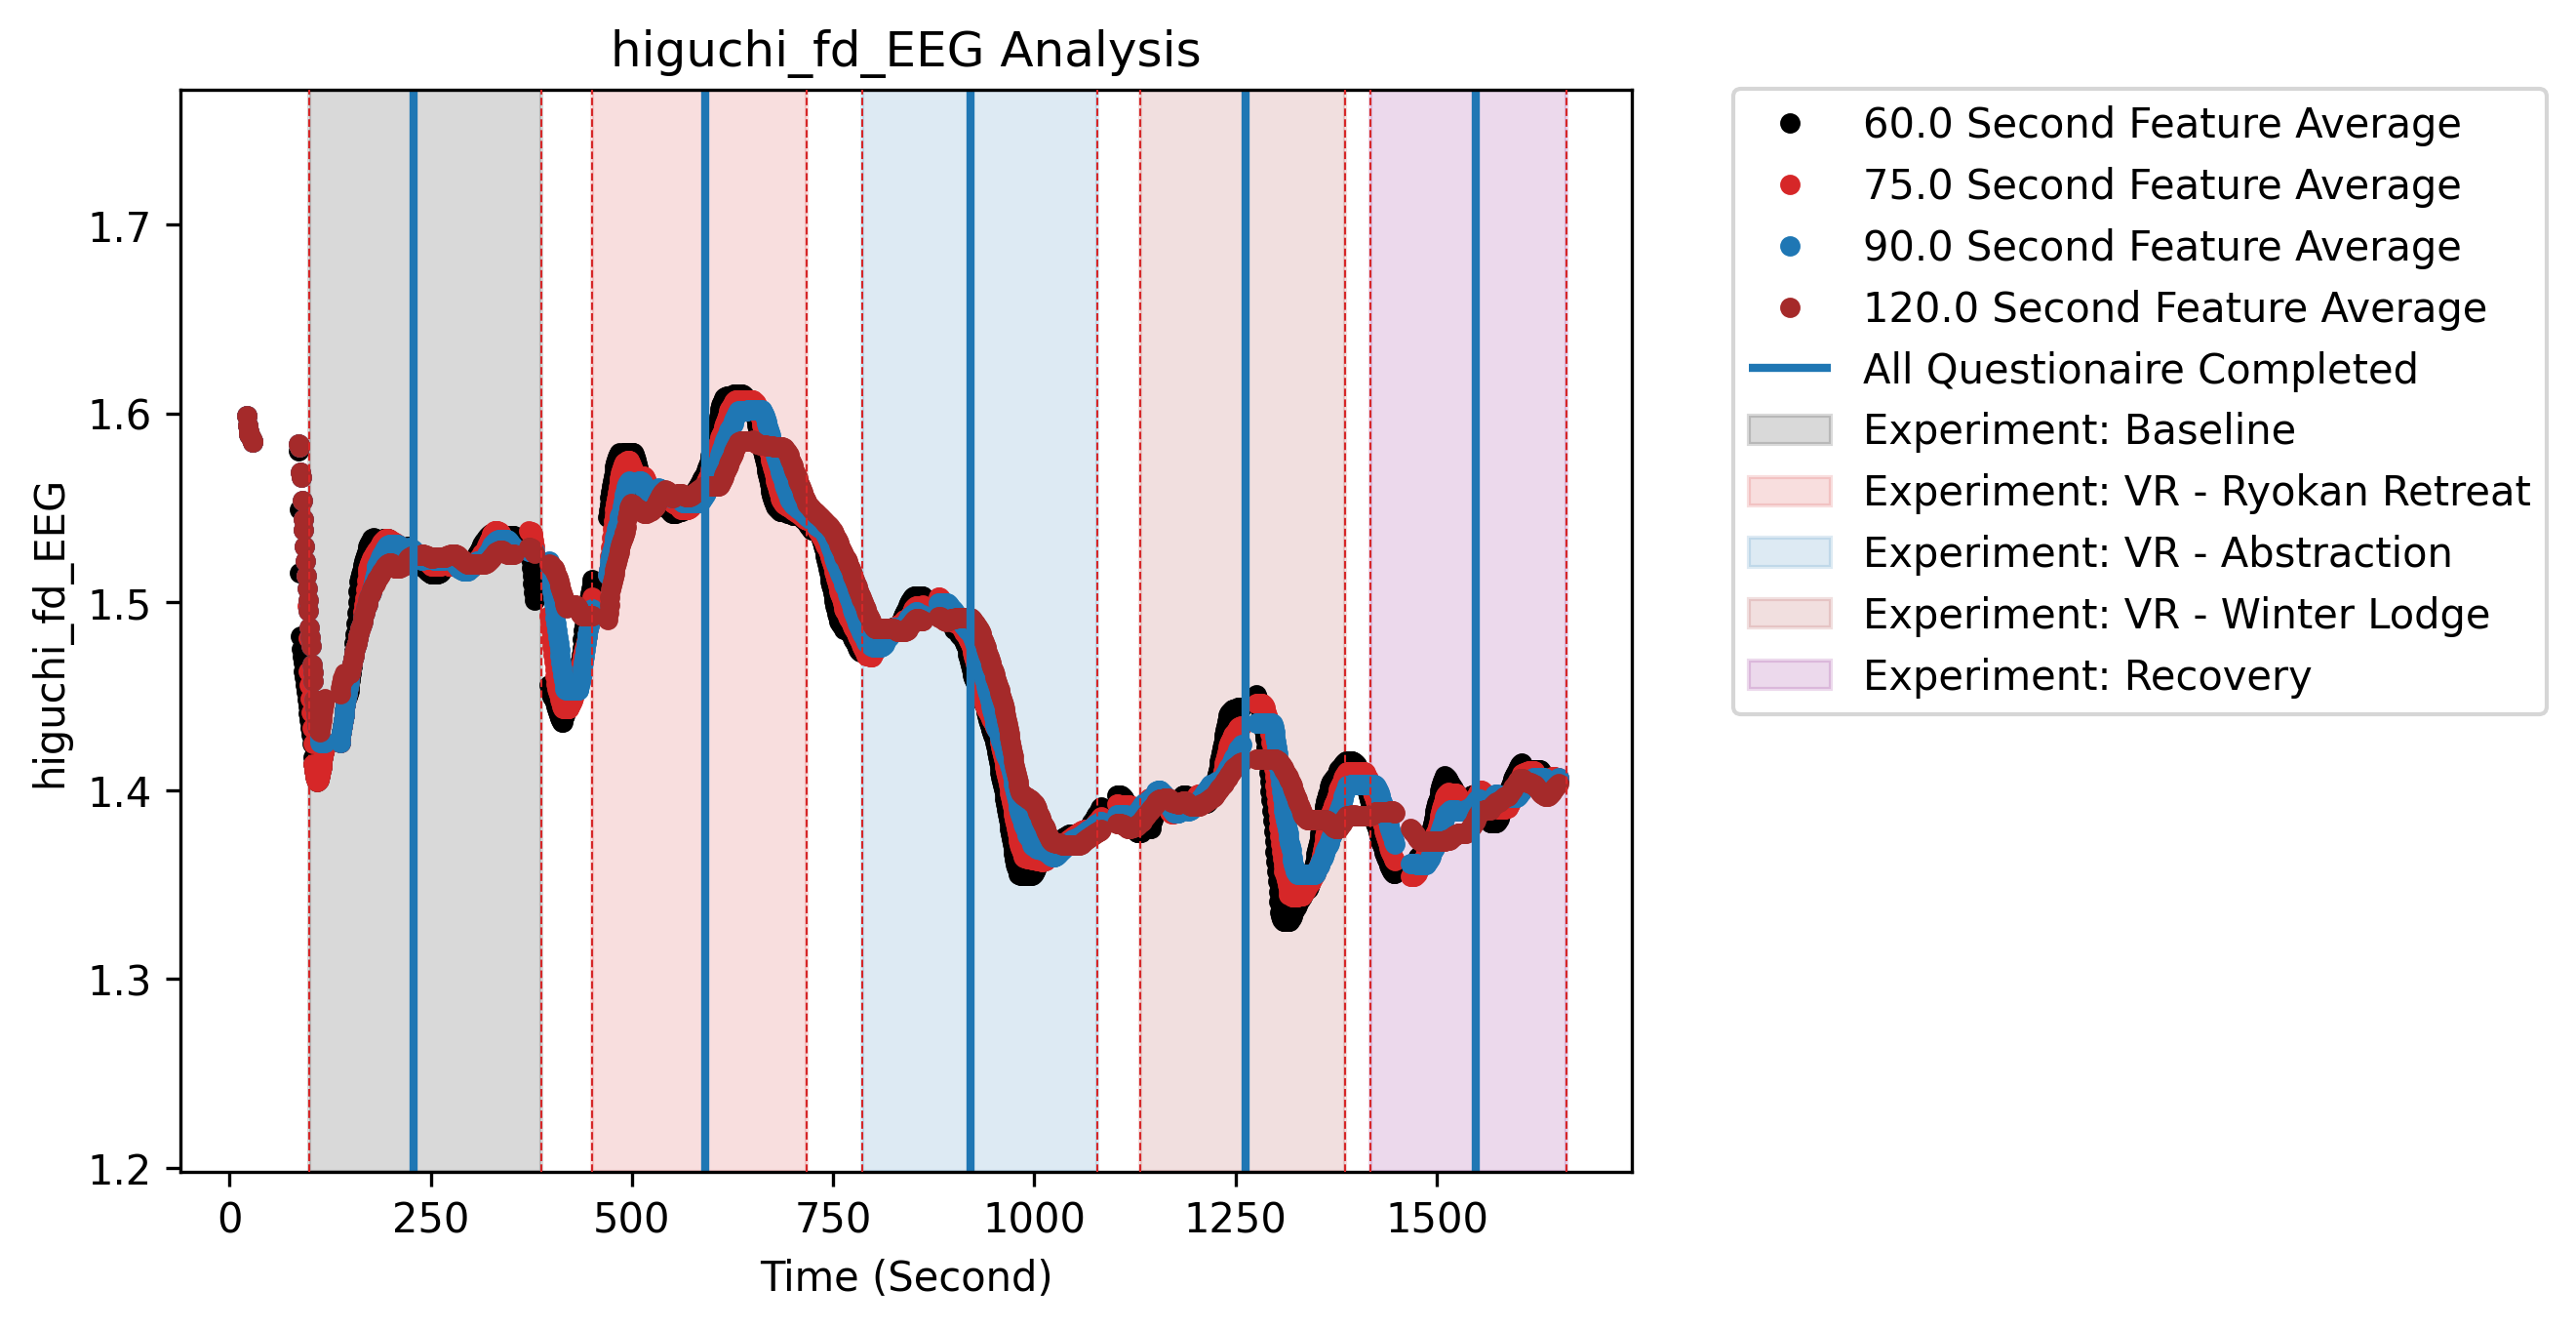 higuchi_fd_EEG Analysis
higuchi_fd_EEG
1.7
1.6
1.5
1.4
1.3
1.2
0 250 500 750 1000 1250 1500
Time (Second)
60.0 Second Feature Average
75.0 Second Feature Average
90.0 Second Feature Average
120.0 Second Feature Average
All Questionaire Completed
Experiment: Baseline
Experiment: VR - Ryokan Retreat
Experiment: VR - Abstraction
Experiment: VR - Winter Lodge
Experiment: Recovery